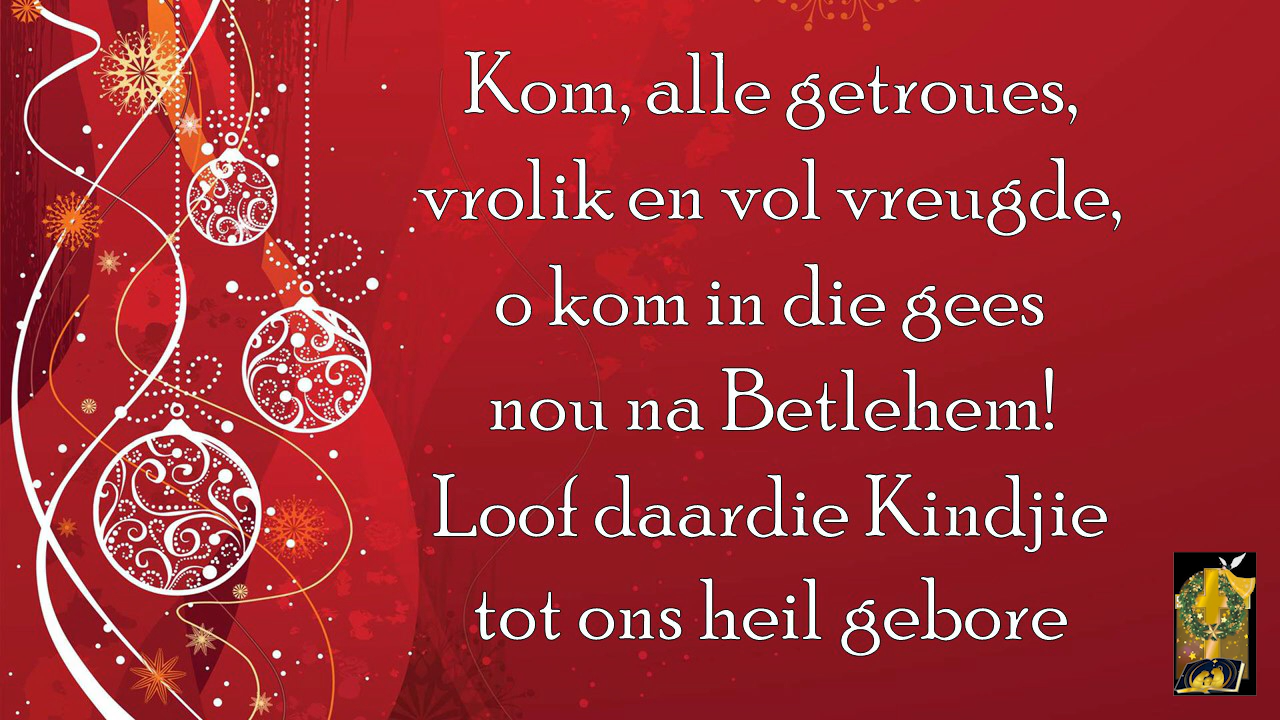 Kom, alle getroues,
vrolik en vol vreugde,
o kom in die gees
nou na Betlehem!
Loof daardie Kindjie
tot ons heil gebore